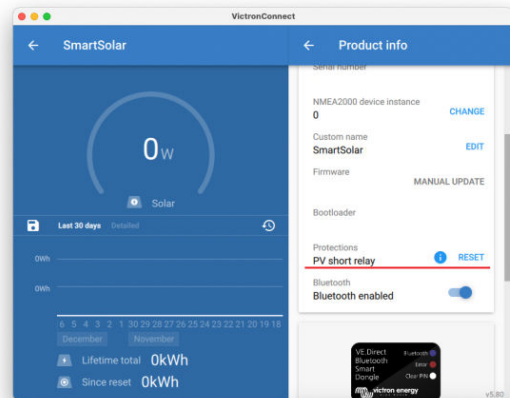 VictronConnect
SmartSolar
0W
Solar
Last 30 days Detailed
0Wh
0Wh
6 5 4 3 2 1 30 29 28 27 26 25 24 23 22 21 20 19 18
December November
Lifetime total 0kWh
Since reset 0kWh
Product info
Serial number
NMEA2000 device instance
0 CHANGE
Custom name
SmartSolar EDIT
Firmware
MANUAL UPDATE
Bootloader
Protections
PV short relay RESET
Bluetooth
Bluetooth enabled
VE.Direct
Bluetooth
Smart
Dongle
Bluetooth
Error
Clear PIN
victron energy
v5.80